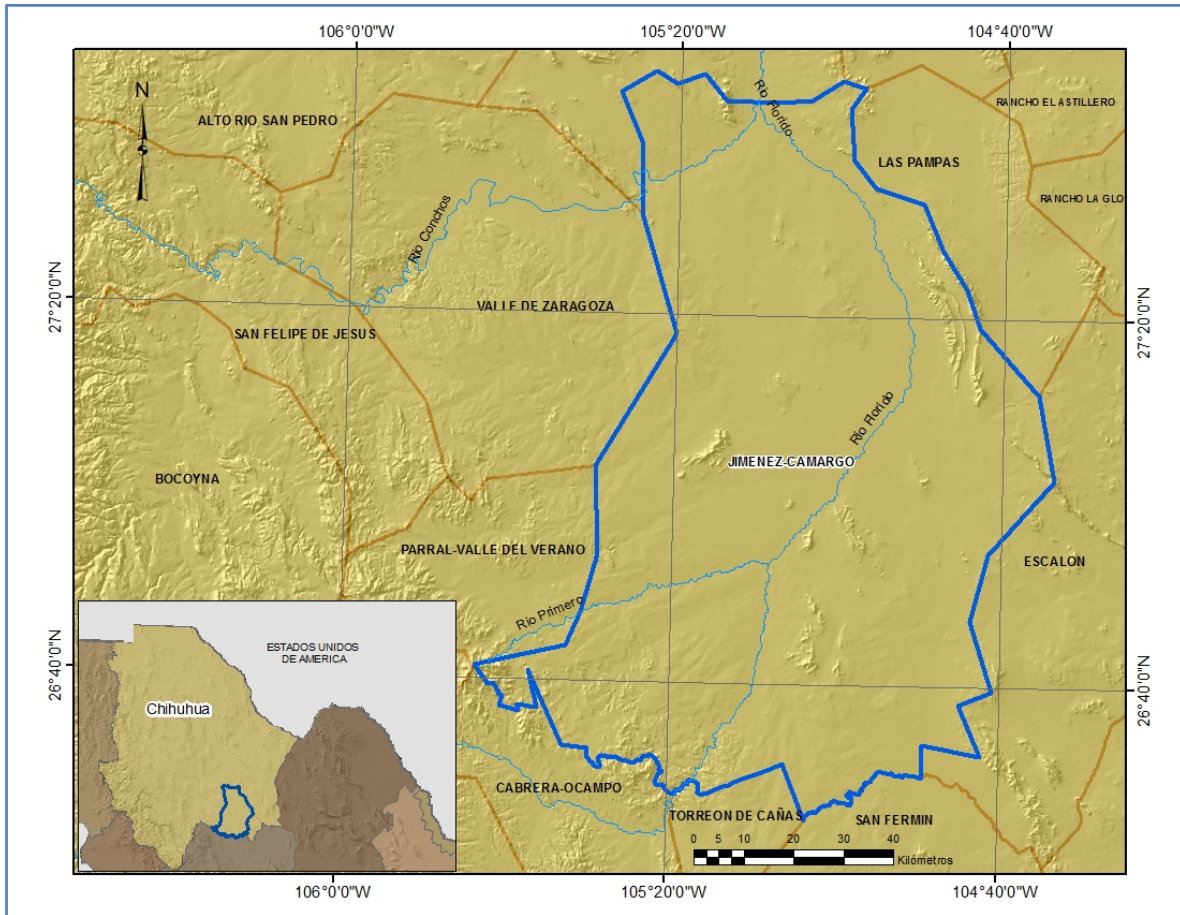 106°0'0"W
105°20'0"W
104°40'0"W
N
ALTO RIO SAN PEDRO
Rio Florido
RANCHO EL ASTILLERO
LAS PAMPAS
RANCHO LA GLO
Rio Conchos
27°20'0"N
VALLE DE ZARAGOZA
SAN FELIPE DE JESUS
27°20'0"N
Rio Florido
JIMENEZ-CAMARGO
BOCOYNA
PARRAL-VALLE DEL VERANO
ESCALON
Rio Primero
ESTADOS UNIDOS
DE AMERICA
26°40'0"N
Chihuhua
26°40'0"N
CABRERA-OCAMPO
TORREON DE CAÑAS
SAN FERMIN
0 5 10 20 30 40
Kilómetros
106°0'0"W
105°20'0"W
104°40'0"W